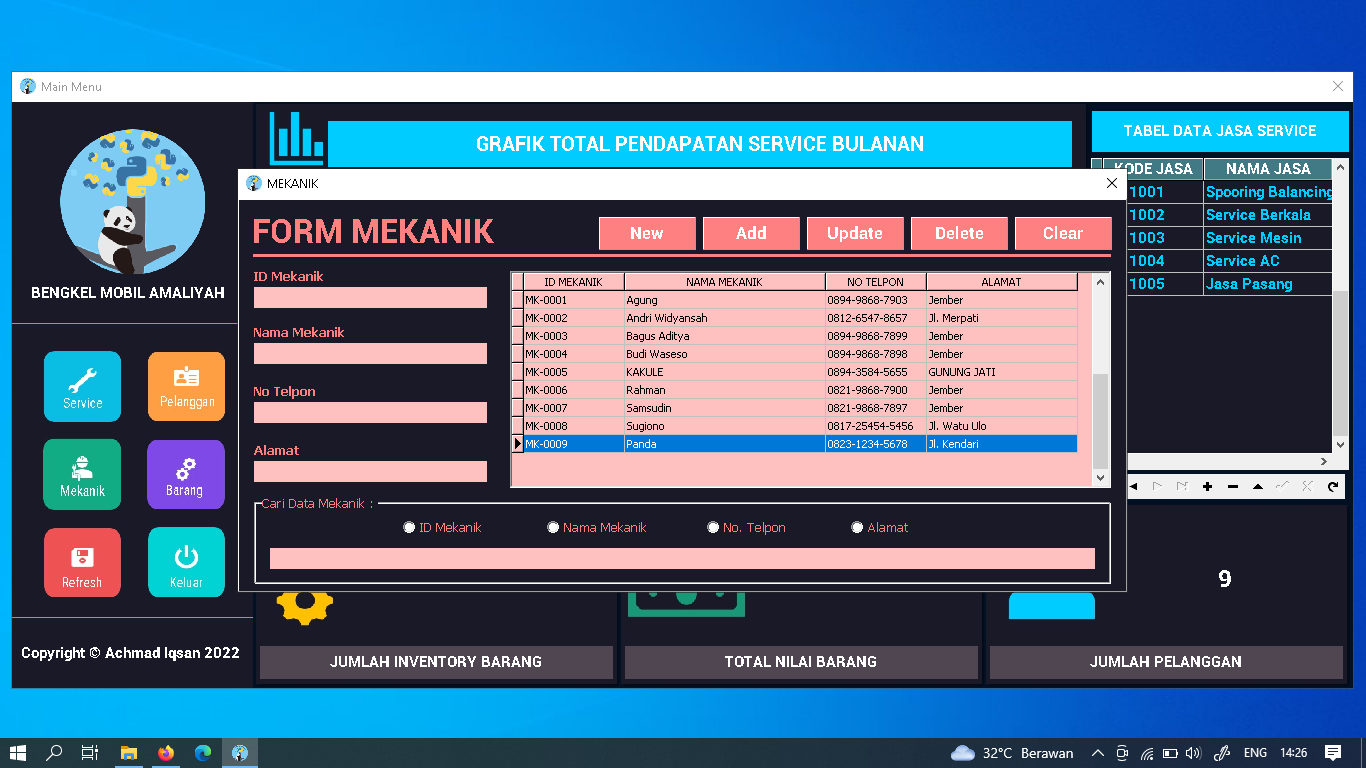 Main Menu
GRAFIK TOTAL PENDAPATAN SERVICE BULANAN
TABEL DATA JASA SERVICE
KODE JASA NAMA JASA
1001 Spooring Balancing
1002 Service Berkala
1003 Service Mesin
1004 Service AC
1005 Jasa Pasang
BENGKEL MOBIL AMALIYAH
Service
Pelanggan
Mekanik
Barang
Refresh
Keluar
Copyright © Achmad Iqsan 2022
MEKANIK
FORM MEKANIK
New
Add
Update
Delete
Clear
ID Mekanik
Nama Mekanik
No Telpon
Alamat
ID MEKANIK NAMA MEKANIK NO TELPON ALAMAT
MK-0001 Agung 0894-9868-7903 Jember
MK-0002 Andri Widyansah 0812-6547-8657 Jl. Merpati
MK-0003 Bagus Aditya 0894-9868-7899 Jember
MK-0004 Budi Waseso 0894-9868-7898 Jember
MK-0005 KAKULE 0894-3584-5655 GUNUNG JATI
MK-0006 Rahman 0821-9868-7900 Jember
MK-0007 Samsudin 0821-9868-7897 Jember
MK-0008 Sugiono 0817-25454-5456 Jl. Watu Ulo
MK-0009 Panda 0823-1234-5678 Jl. Kendari
Cari Data Mekanik :
ID Mekanik Nama Mekanik No. Telpon Alamat
9
JUMLAH INVENTORY BARANG
TOTAL NILAI BARANG
JUMLAH PELANGGAN
32°C Berawan
ENG
14:26